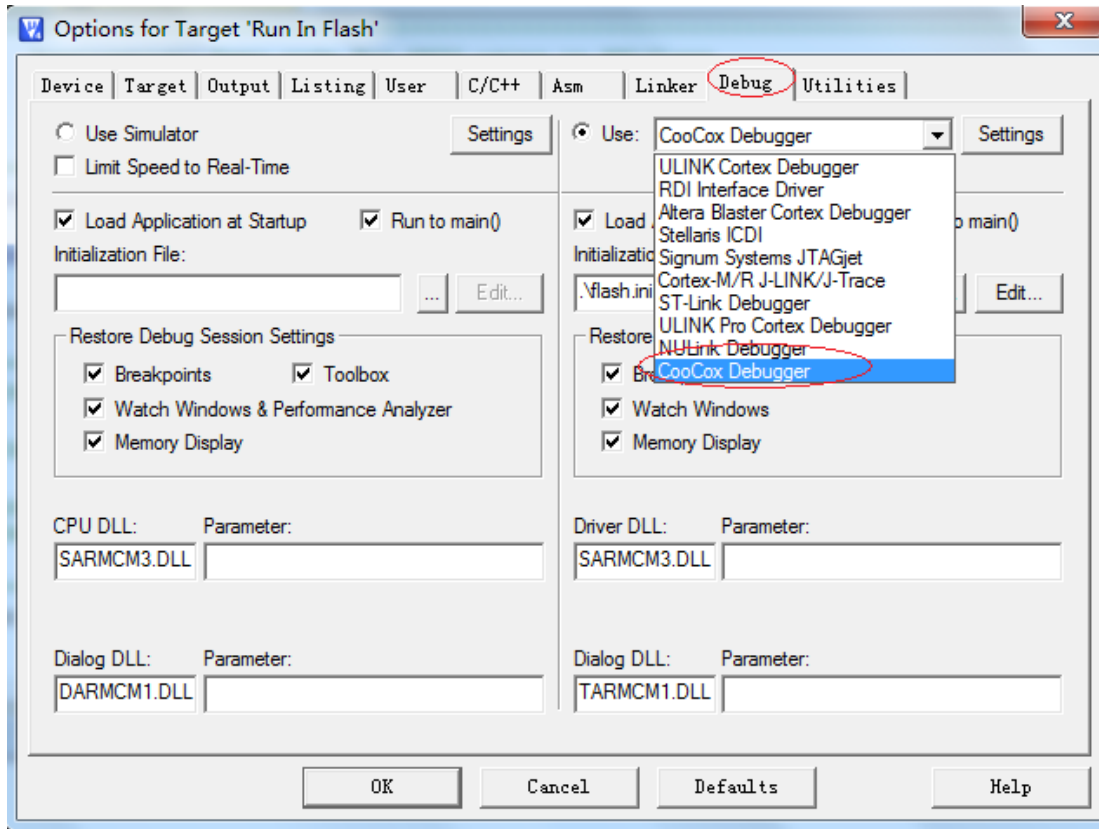 Options for Target 'Run In Flash'
Device Target Output Listing User C/C++ Asm Linker Debug Utilities
Use Simulator
Settings
Limit Speed to Real-Time
Load Application at Startup
Run to main()
Initialization File:
...
Edit...
Restore Debug Session Settings
Breakpoints
Toolbox
Watch Windows & Performance Analyzer
Memory Display
CPU DLL:
Parameter:
SARMCM3.DLL
Dialog DLL:
Parameter:
DARMCM1.DLL
Use:
CooCox Debugger
Settings
ULINK Cortex Debugger
RDI Interface Driver
Altera Blaster Cortex Debugger
Stellaris ICDI
Signum Systems JTAGjet
Cortex-M/R J-LINK/J-Trace
ST-Link Debugger
ULINK Pro Cortex Debugger
NULink Debugger
CooCox Debugger
Load
main()
.\flash.ini
Edit...
Restore
Watch Windows
Memory Display
Driver DLL:
Parameter:
SARMCM3.DLL
Dialog DLL:
Parameter:
TARMCM1.DLL
OK
Cancel
Defaults
Help